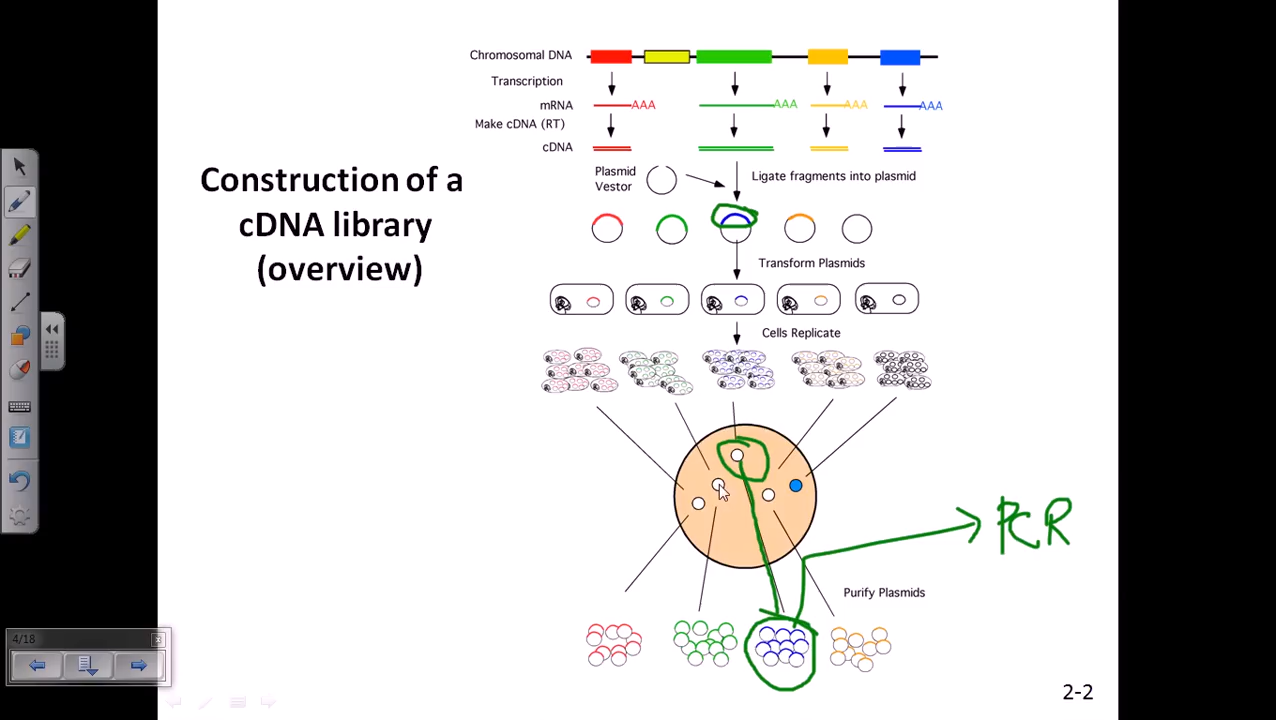 Construction of a
cDNA library
(overview)
Chromosomal DNA
Transcription
mRNA
AAA
AAA
AAA
AAA
Make cDNA (RT)
cDNA
Plasmid
Vestor
Ligate fragments into plasmid
Transform Plasmids
Cells Replicate
PCR
Purify Plasmids
4/18
2-2